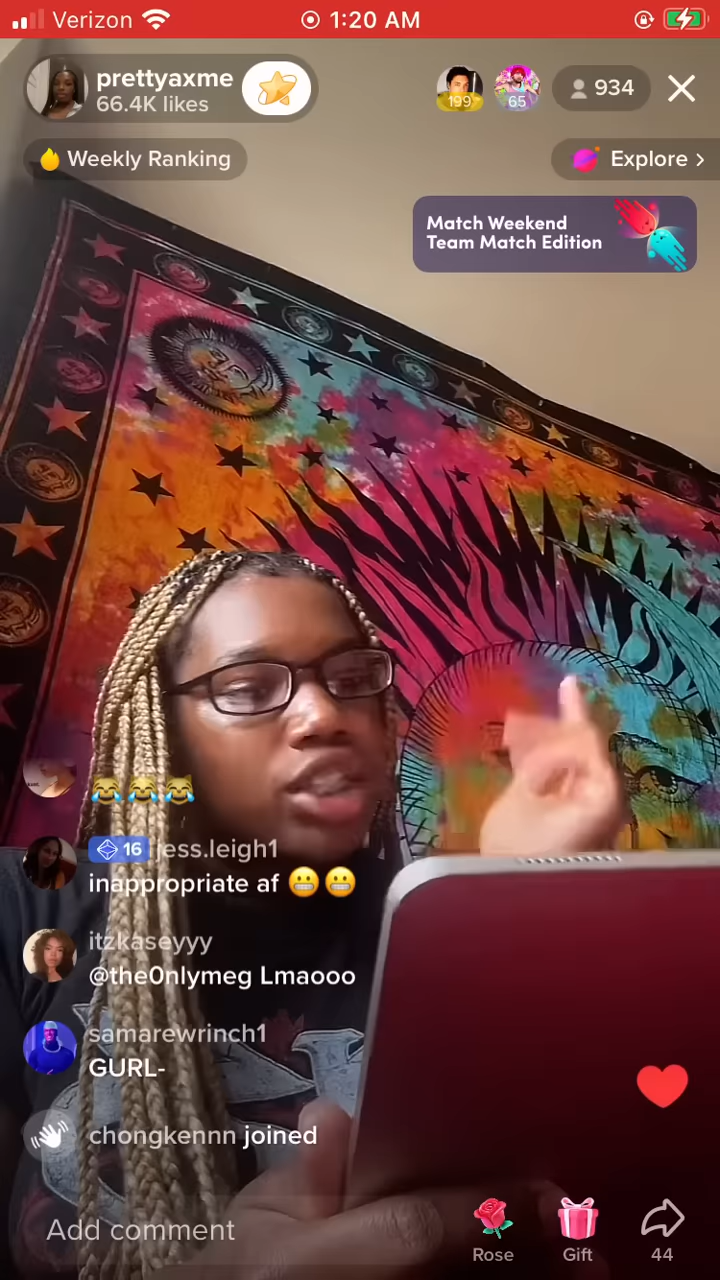 Verizon 1:20 AM
prettyaxme
66.4K likes
199
65
934
Weekly Ranking
Explore >
Match Weekend
Team Match Edition
😂😂😹
16 jess.leigh1
inappropriate af 😬😬
itzkaseyyy
@the0nlymeg Lmaooo
samarewrinch1
GURL-
chongkennn joined
Add comment
Rose
Gift
44